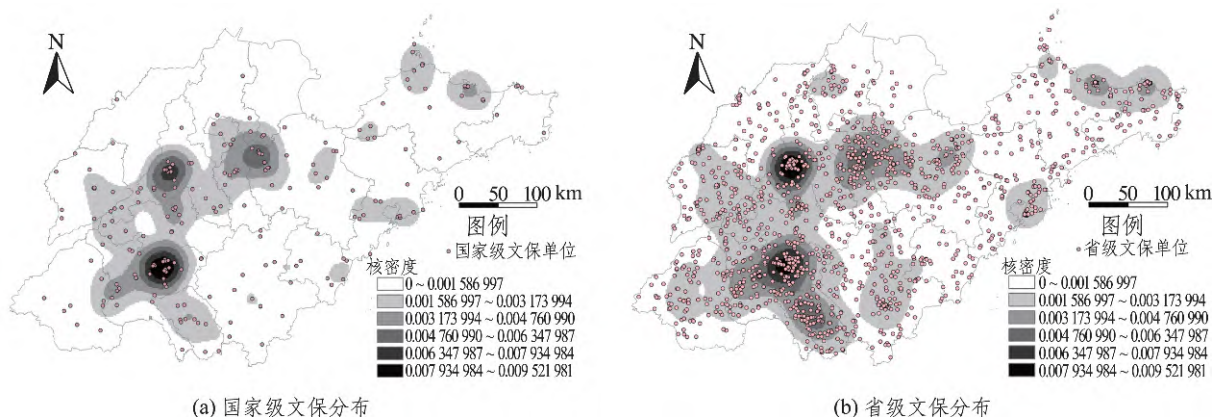 N
0 50 100 km
图例
国家级文保单位
核密度
0～0.001 586 997
0.001 586 997～0.003 173 994
0.003 173 994～0.004 760 990
0.004 760 990～0.006 347 987
0.006 347 987～0.007 934 984
0.007 934 984～0.009 521 981
(a) 国家级文保分布
N
0 50 100 km
图例
省级文保单位
核密度
0～0.001 586 997
0.001 586 997～0.003 173 994
0.003 173 994～0.004 760 990
0.004 760 990～0.006 347 987
0.006 347 987～0.007 934 984
0.007 934 984～0.009 521 981
(b) 省级文保分布